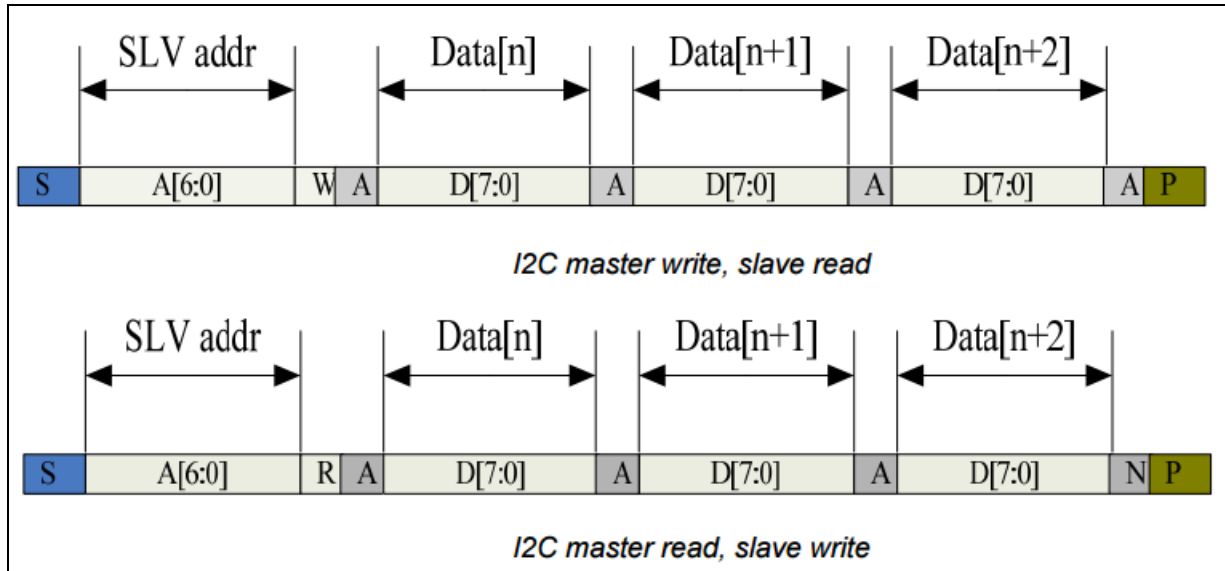 SLV addr Data[n] Data[n+1] Data[n+2]
S A[6:0] W A D[7:0] A D[7:0] A D[7:0] A P
I2C master write, slave read
SLV addr Data[n] Data[n+1] Data[n+2]
S A[6:0] R A D[7:0] A D[7:0] A D[7:0] N P
I2C master read, slave write